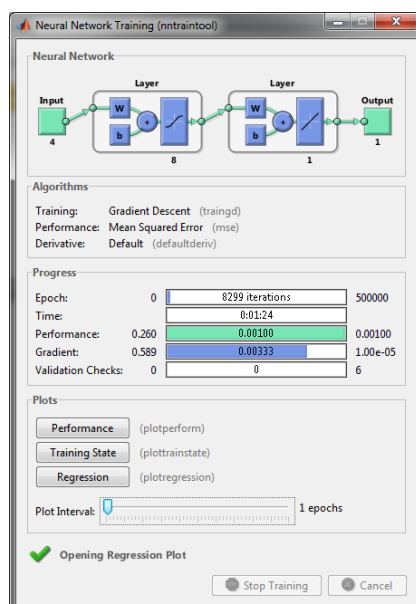 Neural Network Training (nntraintool)
Neural Network
Layer Layer
Input Output
W W
+ +
b b
4 1
8 1
Algorithms
Training: Gradient Descent (traingd)
Performance: Mean Squared Error (mse)
Derivative: Default (defaultderiv)
Progress
Epoch: 0 8299 iterations 500000
Time: 0:01:24
Performance: 0.260 0.00100 0.00100
Gradient: 0.589 0.00333 1.00e-05
Validation Checks: 0 0 6
Plots
Performance (plotperform)
Training State (plottrainstate)
Regression (plotregression)
Plot Interval: 1 epochs
Opening Regression Plot
Stop Training Cancel